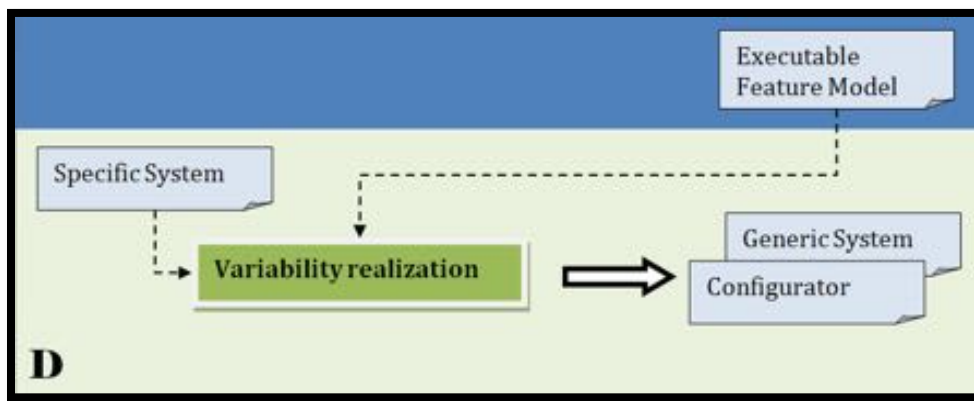 Executable
Feature Model
Specific System
Variability realization
Generic System
Configurator
D